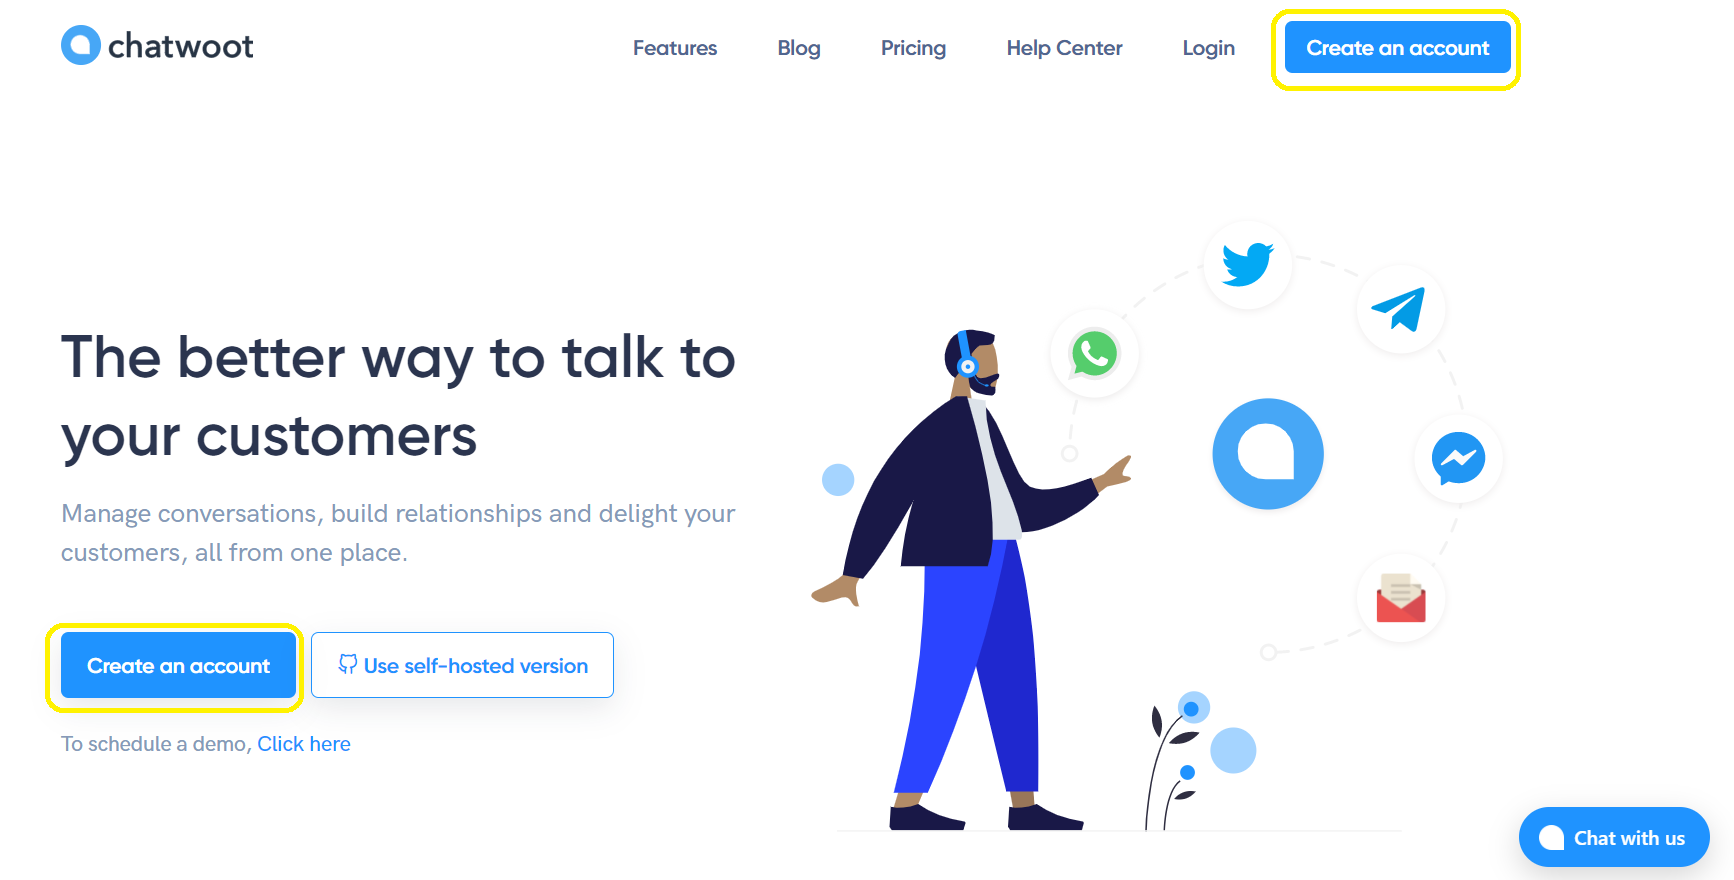 chatwoot
Features Blog Pricing Help Center Login Create an account
The better way to talk to
your customers
Manage conversations, build relationships and delight your
customers, all from one place.
Create an account Use self-hosted version
To schedule a demo, Click here
Chat with us